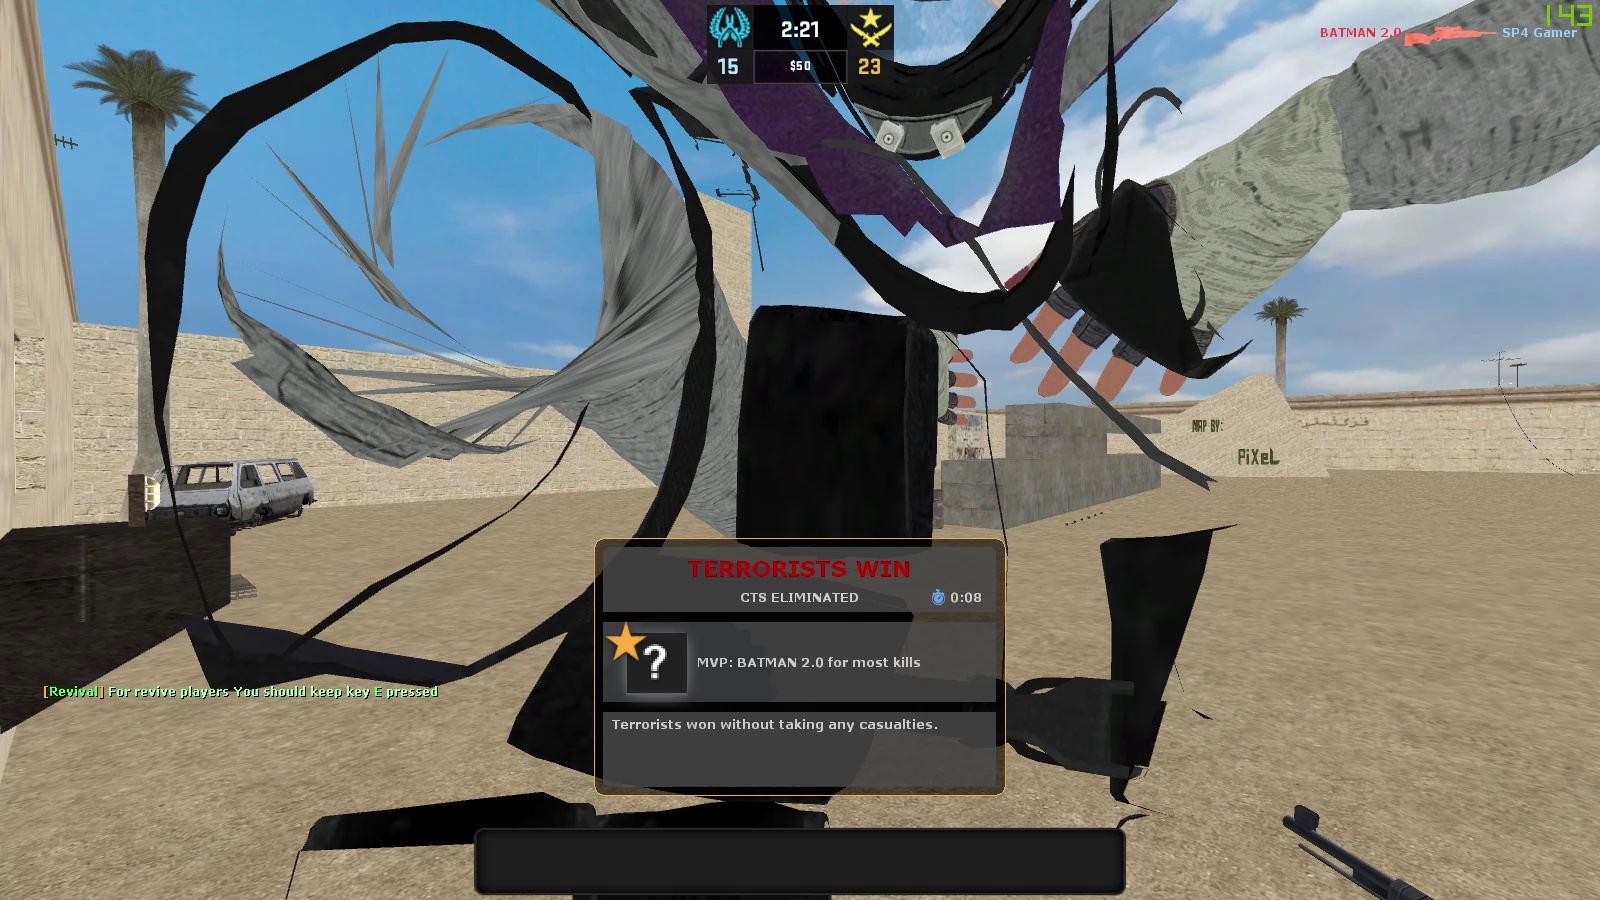 143
2:21
15
$50
23
BATMAN 2.0 SP4 Gamer
MAP BY:
PiXeL
TERRORISTS WIN
CTS ELIMINATED
0:08
?
MVP: BATMAN 2.0 for most kills
[Revival] For revive players You should keep key E pressed
Terrorists won without taking any casualties.